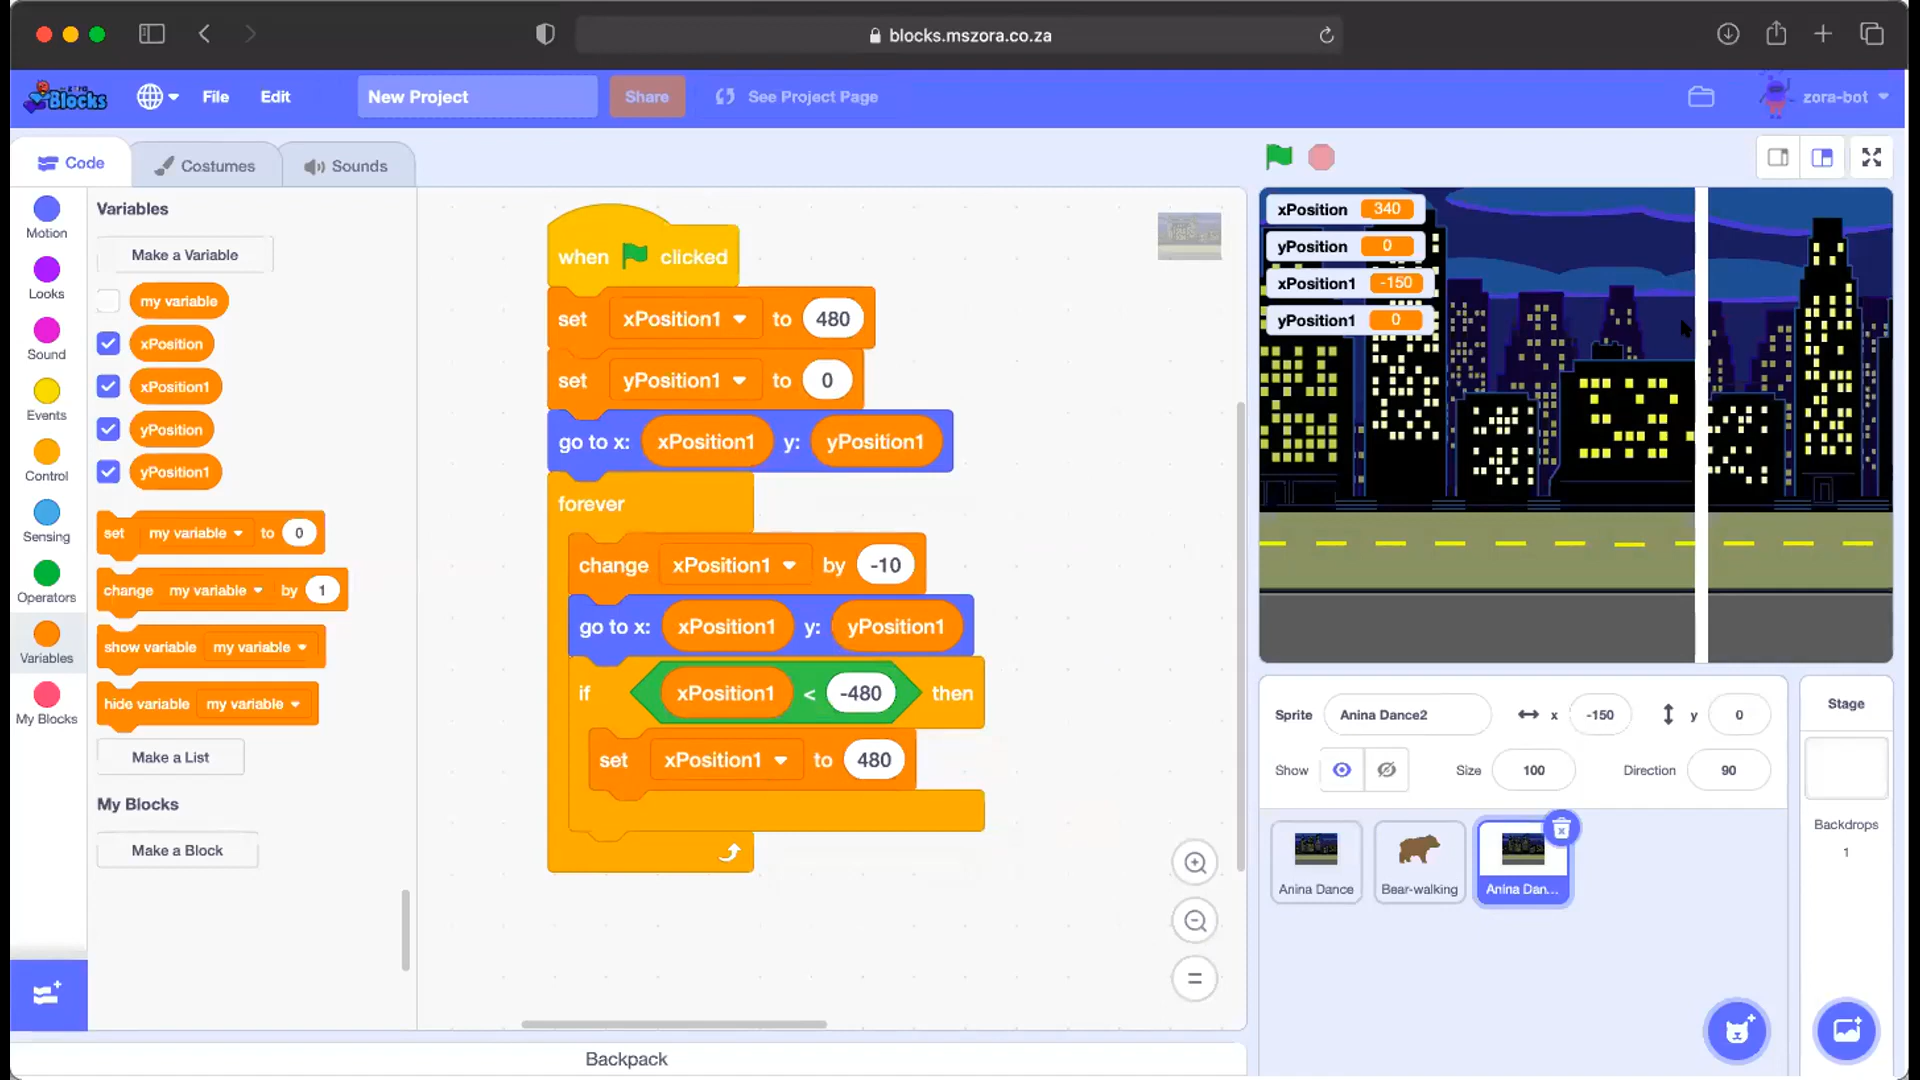 blocks.mszora.co.za
Blocks
File
Edit
New Project
Share
See Project Page
zora-bot
Code
Costumes
Sounds
Motion
Looks
Sound
Events
Control
Sensing
Operators
Variables
My Blocks
Variables
Make a Variable
my variable
xPosition
xPosition1
yPosition
yPosition1
set my variable to 0
change my variable by 1
show variable my variable
hide variable my variable
Make a List
My Blocks
Make a Block
when clicked
set xPosition1 to 480
set yPosition1 to 0
go to x: xPosition1 y: yPosition1
forever
change xPosition1 by -10
go to x: xPosition1 y: yPosition1
if xPosition1 < -480 then
set xPosition1 to 480
Backpack
xPosition 340
yPosition 0
xPosition1 -150
yPosition1 0
Sprite Anina Dance2 x -150 y 0
Show Size 100 Direction 90
Anina Dance
Bear-walking
Anina Dan...
Stage
Backdrops
1